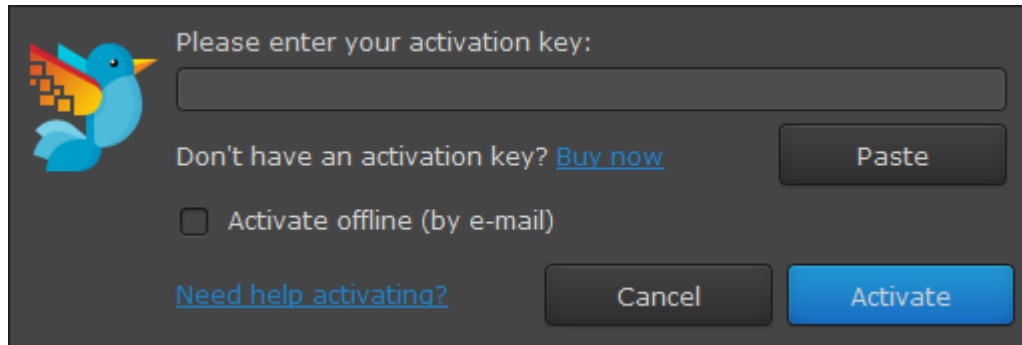 Please enter your activation key:
Don't have an activation key? Buy now
Paste
Activate offline (by e-mail)
Need help activating?
Cancel
Activate